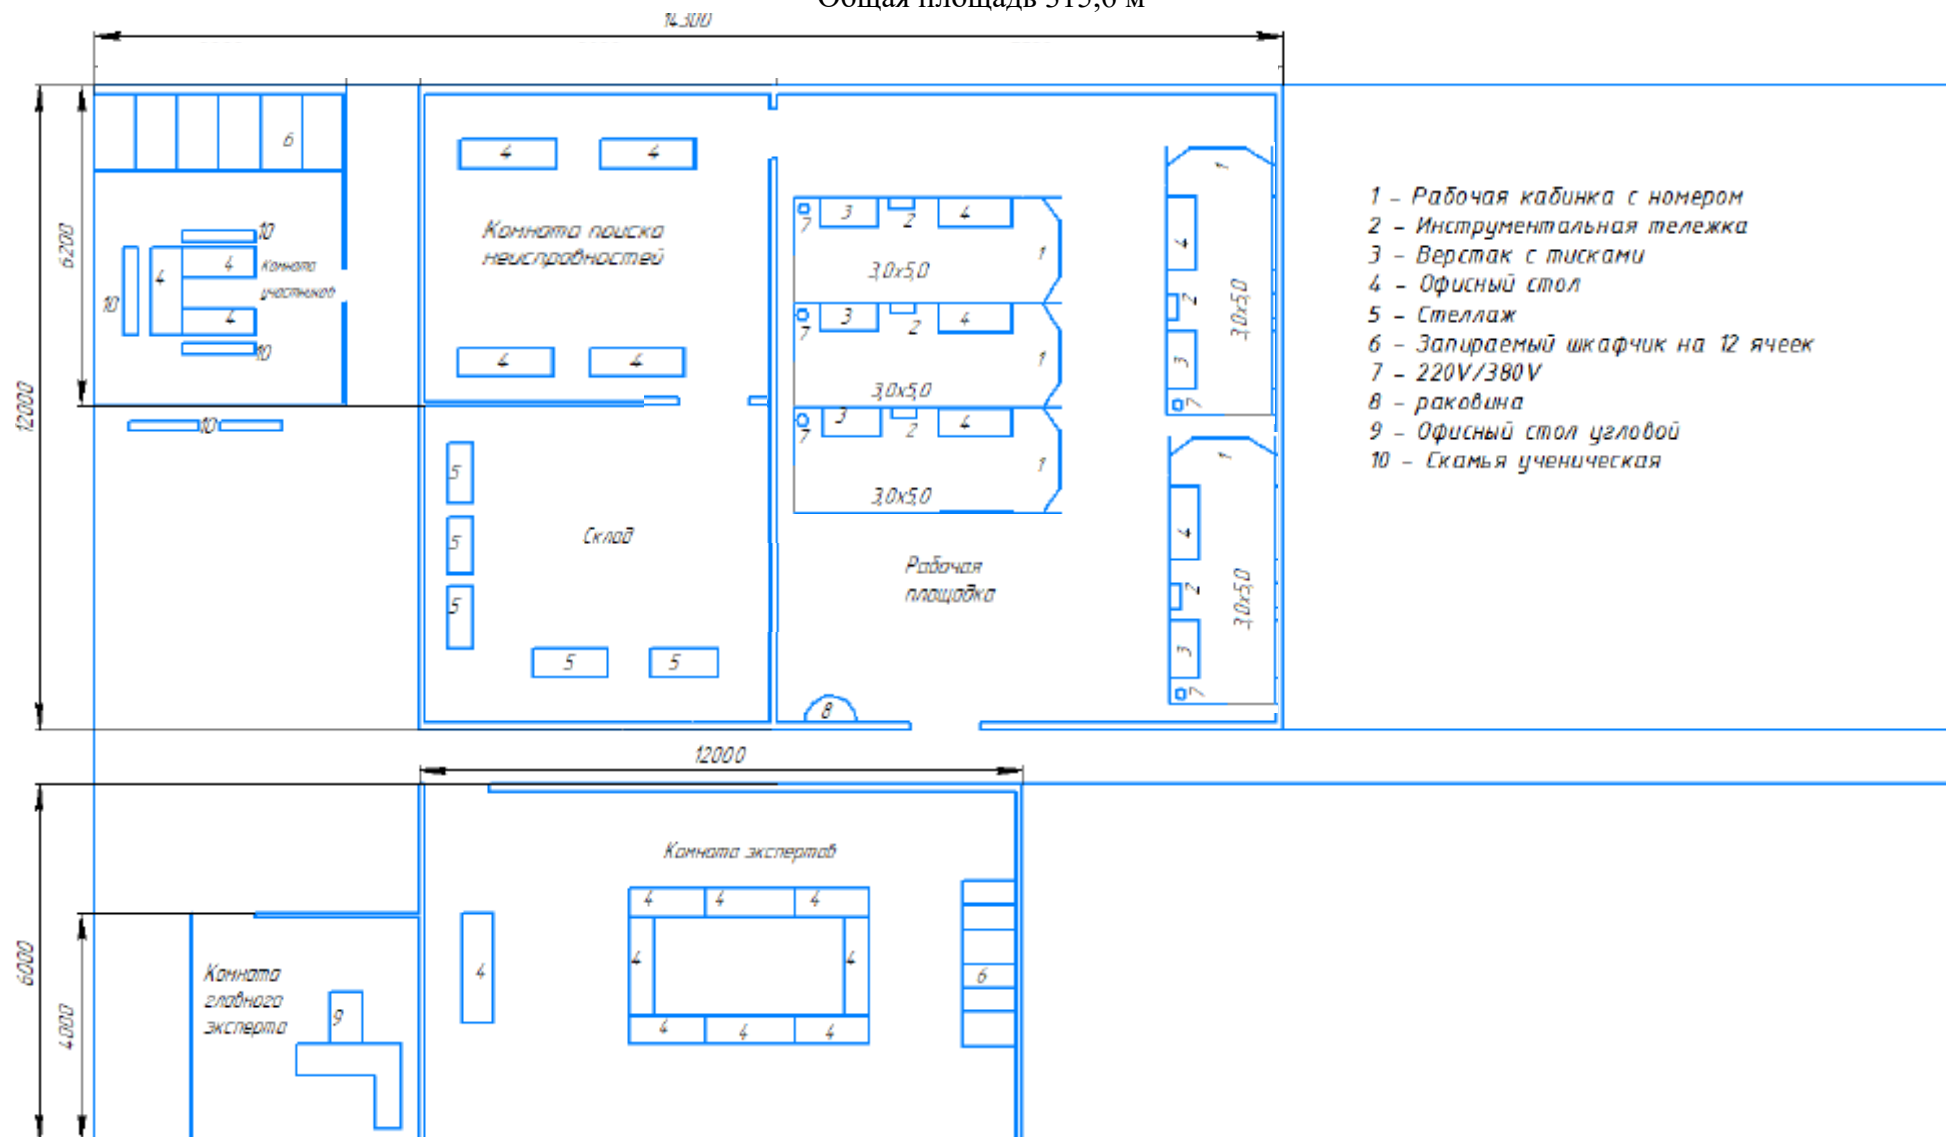 Общая площадь 315,6 м
14300
6
6200
12000
4
4
Комната поиска
неисправностей
4
4
10
4
4
Комната
участников
10
4
10
10
7
3
2
4
1
3,0х5,0
7
3
2
4
1
3,0х5,0
7
3
2
4
1
3,0х5,0
1
4
2
3
7
3,0х5,0
1
4
2
3
7
3,0х5,0
1 - Рабочая кабинка с номером
2 - Инструментальная тележка
3 - Верстак с тисками
4 - Офисный стол
5 - Стеллаж
6 - Запираемый шкафчик на 12 ячеек
7 - 220V/380V
8 - раковина
9 - Офисный стол угловой
10 - Скамья ученическая
5
5
5
Склад
5
5
Рабочая
площадка
8
12000
6000
4000
Комната экспертов
4
4
4
4
4
4
4
4
4
6
Комната
главного
эксперта
9